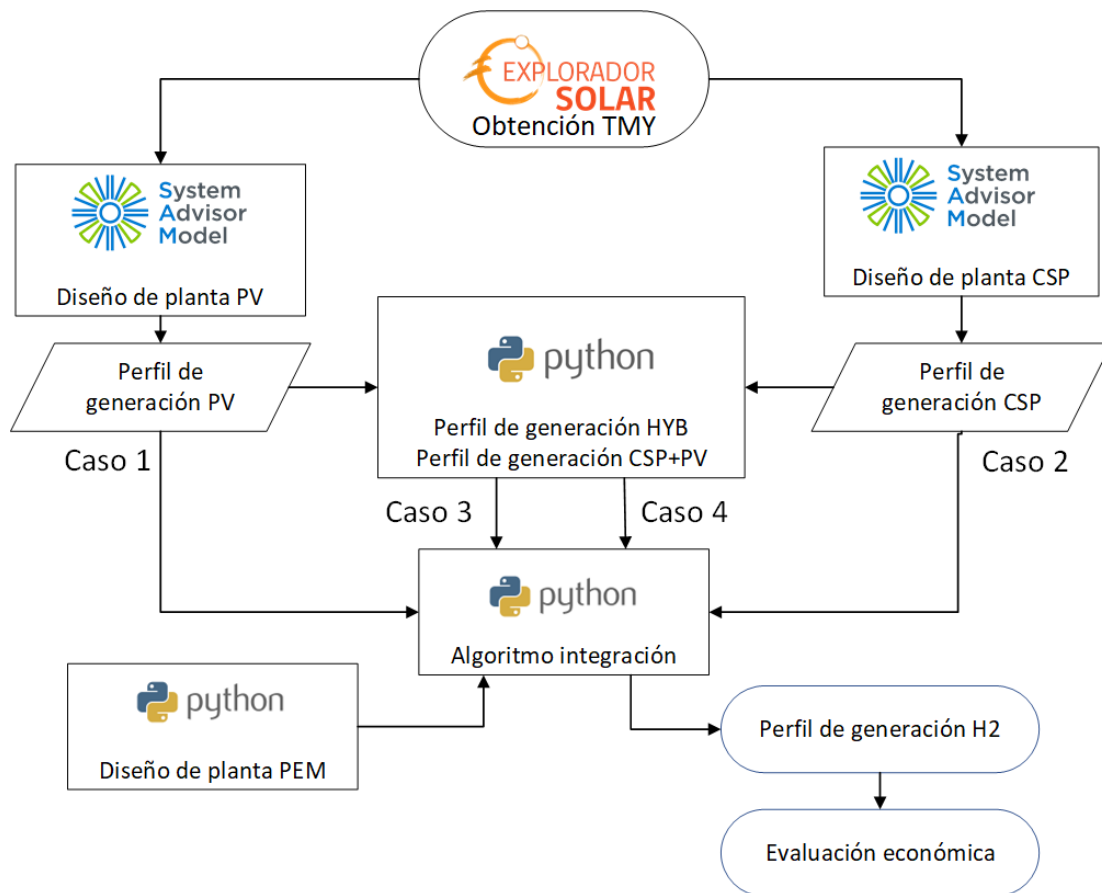 EXPLORADOR
SOLAR
Obtención TMY
System
Advisor
Model
Diseño de planta PV
System
Advisor
Model
Diseño de planta CSP
Perfil de
generación PV
python
Perfil de generación HYB
Perfil de generación CSP+PV
Perfil de
generación CSP
Caso 1
Caso 2
Caso 3
Caso 4
python
Algoritmo integración
python
Diseño de planta PEM
Perfil de generación H2
Evaluación económica